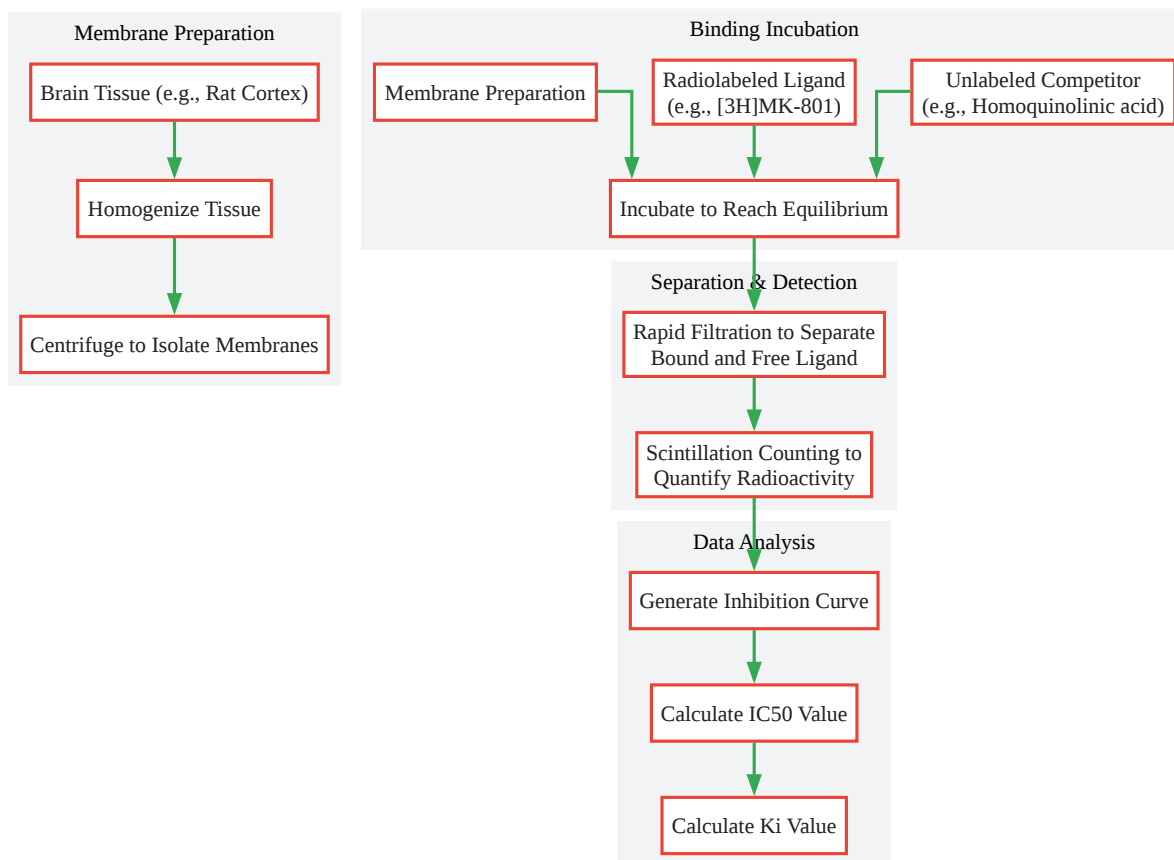 Membrane Preparation
Brain Tissue (e.g., Rat Cortex)
Homogenize Tissue
Centrifuge to Isolate Membranes
Binding Incubation
Membrane Preparation
Radiolabeled Ligand
(e.g., [3H]MK-801)
Unlabeled Competitor
(e.g., Homoquinolinic acid)
Incubate to Reach Equilibrium
Separation & Detection
Rapid Filtration to Separate
Bound and Free Ligand
Scintillation Counting to
Quantify Radioactivity
Data Analysis
Generate Inhibition Curve
Calculate IC50 Value
Calculate Ki Value